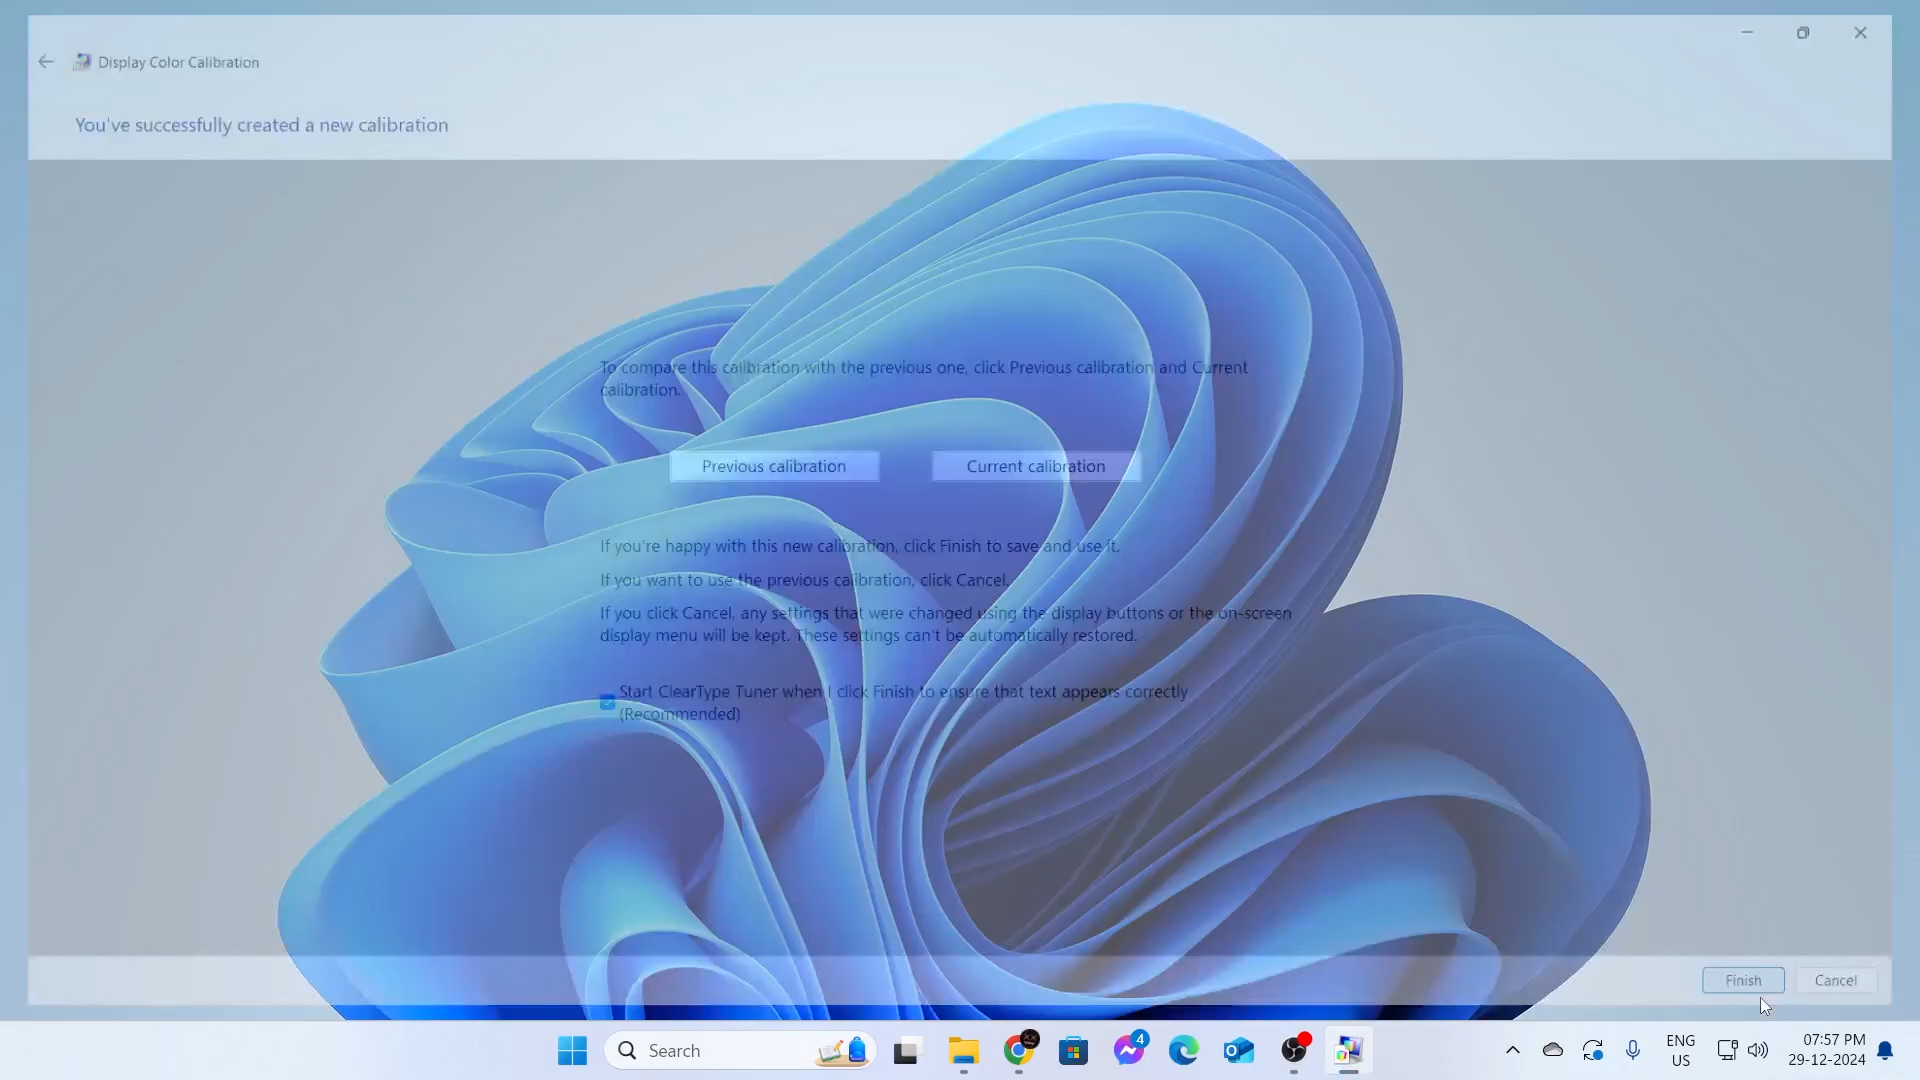 Display Color Calibration
You've successfully created a new calibration
To compare this calibration with the previous one, click Previous calibration and Current
calibration.
Previous calibration
Current calibration
If you're happy with this new calibration, click Finish to save and use it.
If you want to use the previous calibration, click Cancel.
If you click Cancel, any settings that were changed using the display buttons or the on-screen
display menu will be kept. These settings can't be automatically restored.
Start ClearType Tuner when I click Finish to ensure that text appears correctly
(Recommended)
Finish
Cancel
Search
4
ENG
US
07:57 PM
29-12-2024